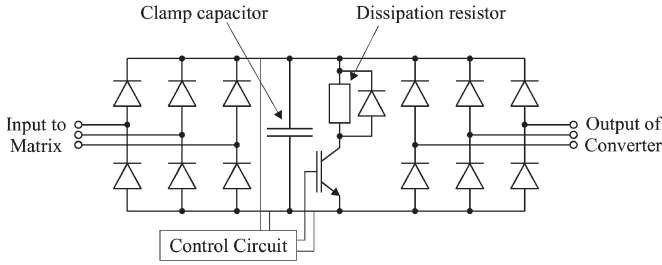 Clamp capacitor
Dissipation resistor
Input to
Matrix
Output of
Converter
Control Circuit